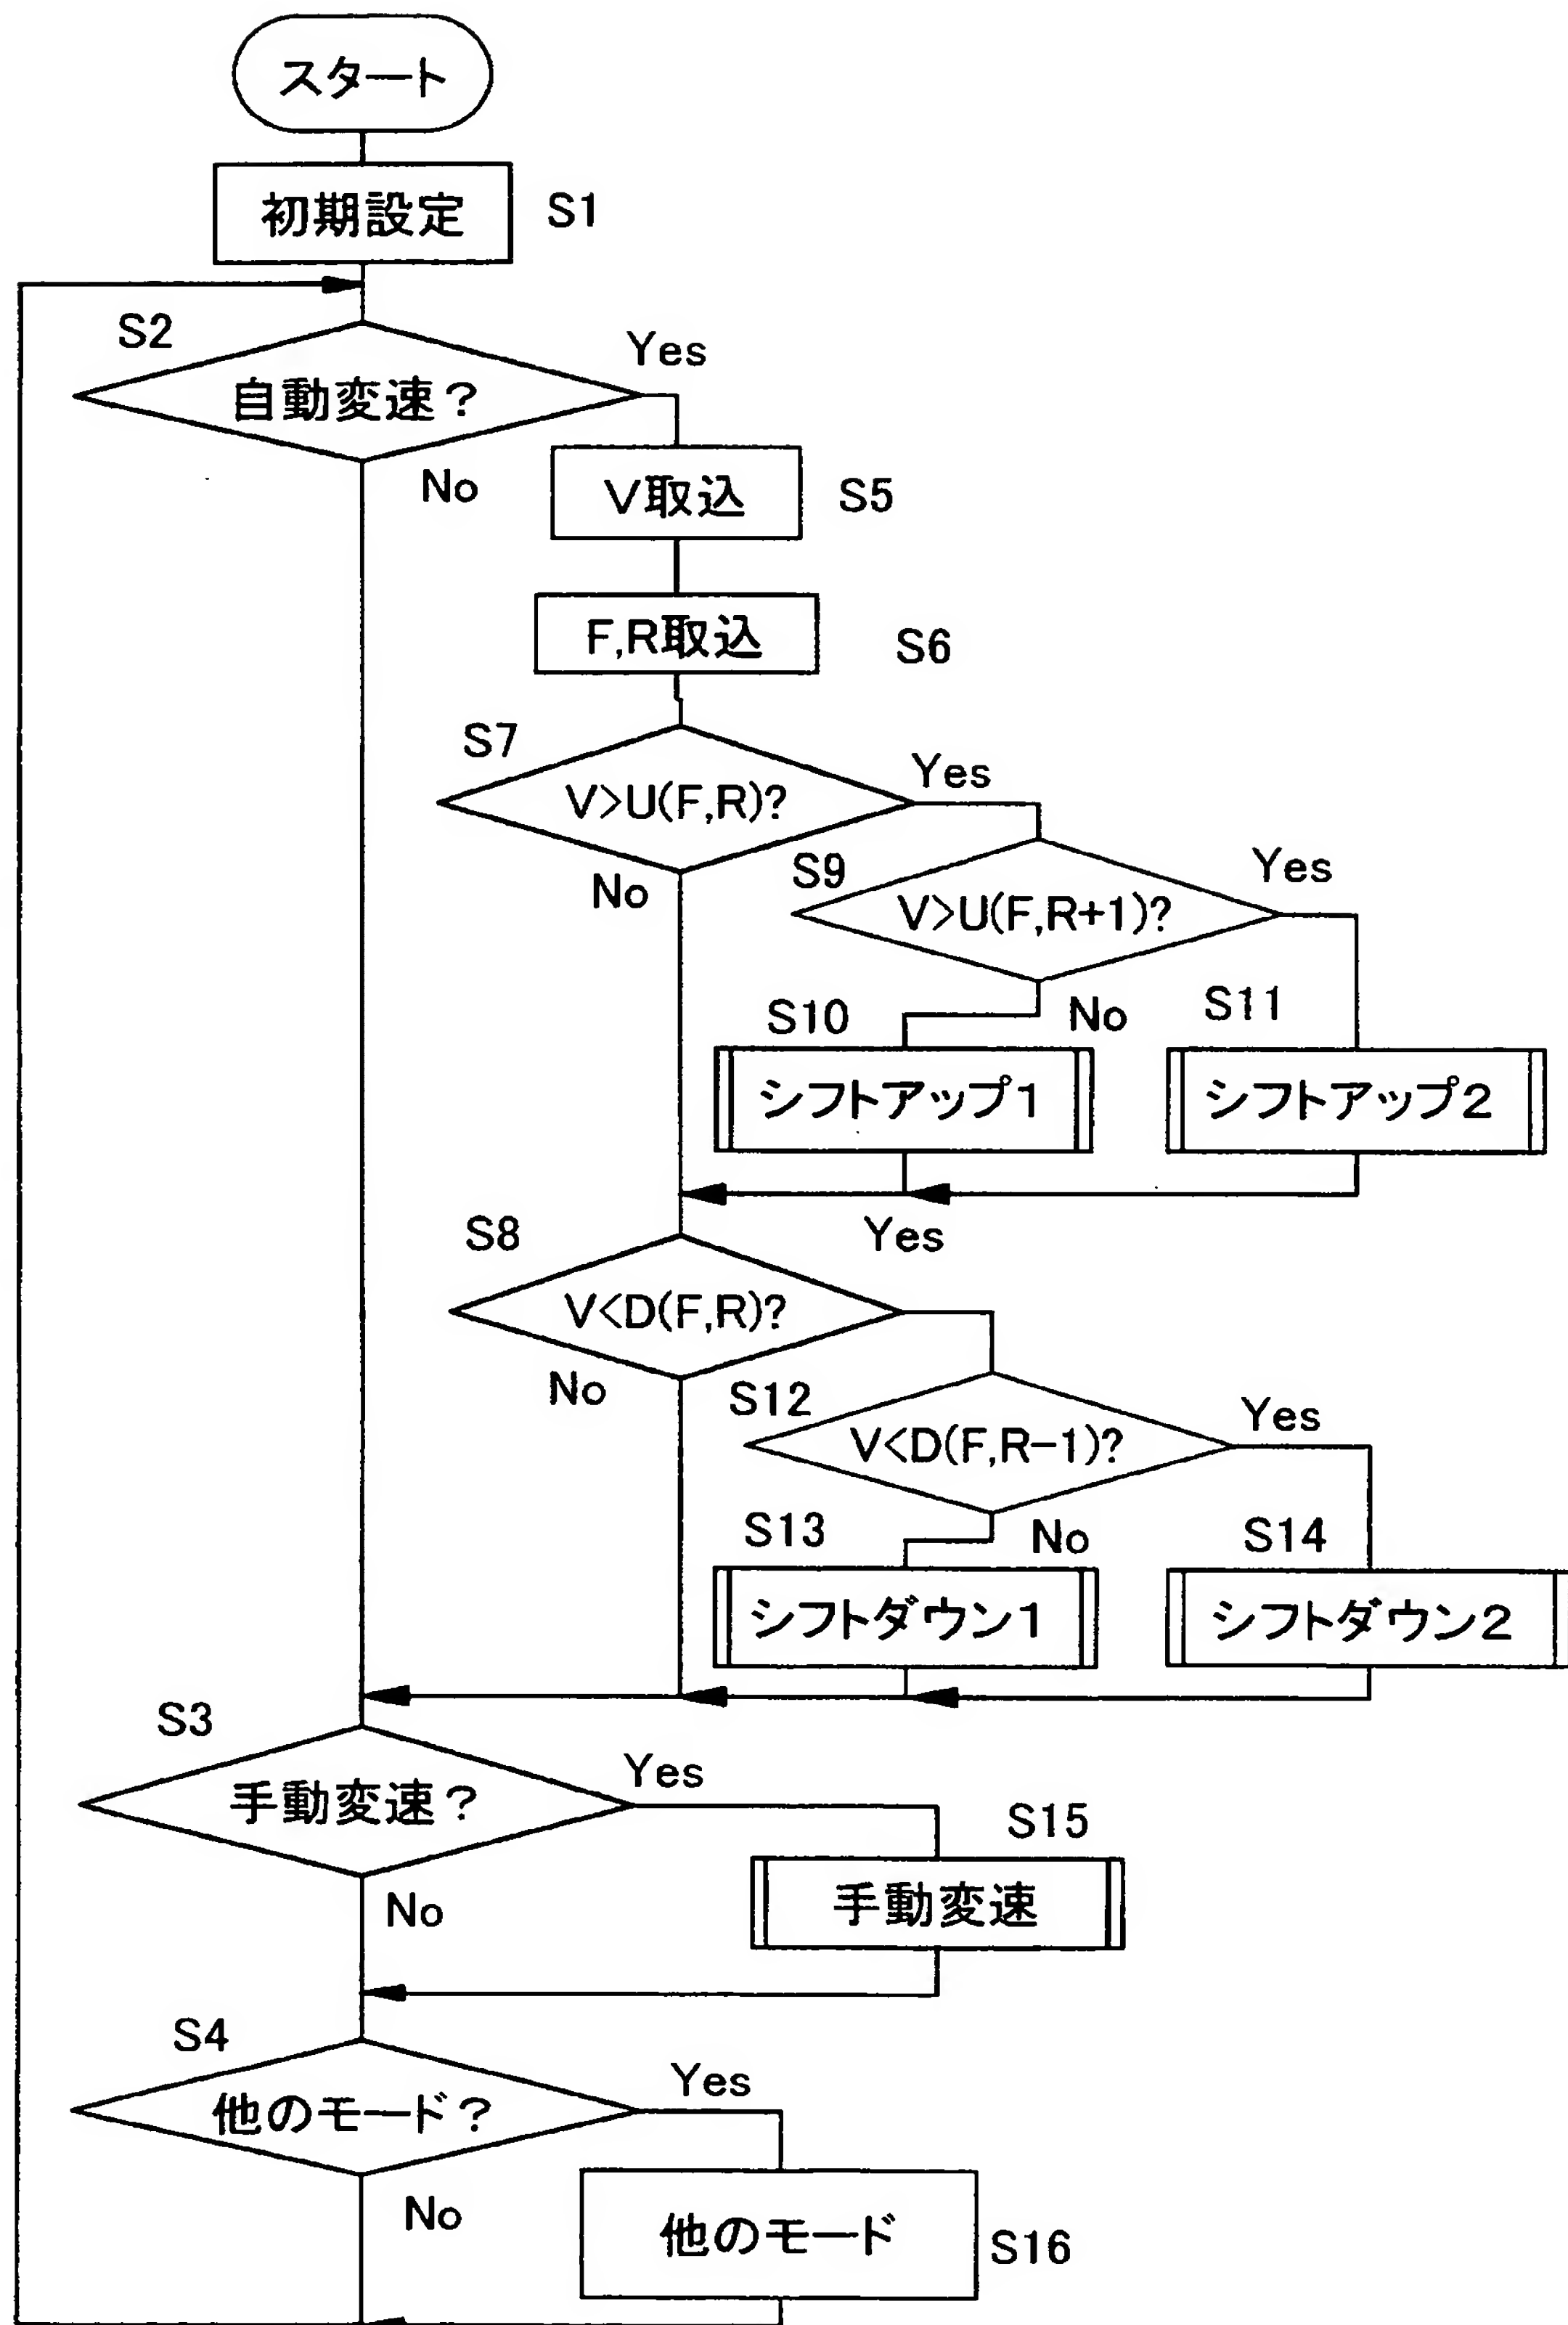 スタート
初期設定 S1
S2 Yes
自動変速?
No
V取込 S5
F,R取込 S6
S7
V>U(F,R)? Yes
No
S9 Yes
V>U(F,R+1)?
S10 No S11
シフトアップ1 シフトアップ2
S8 Yes
V<D(F,R)?
No
S12 Yes
V<D(F,R−1)?
S13 No S14
シフトダウン1 シフトダウン2
S3
手動変速? Yes
S15
No 手動変速
S4
他のモード? Yes
No
他のモード S16